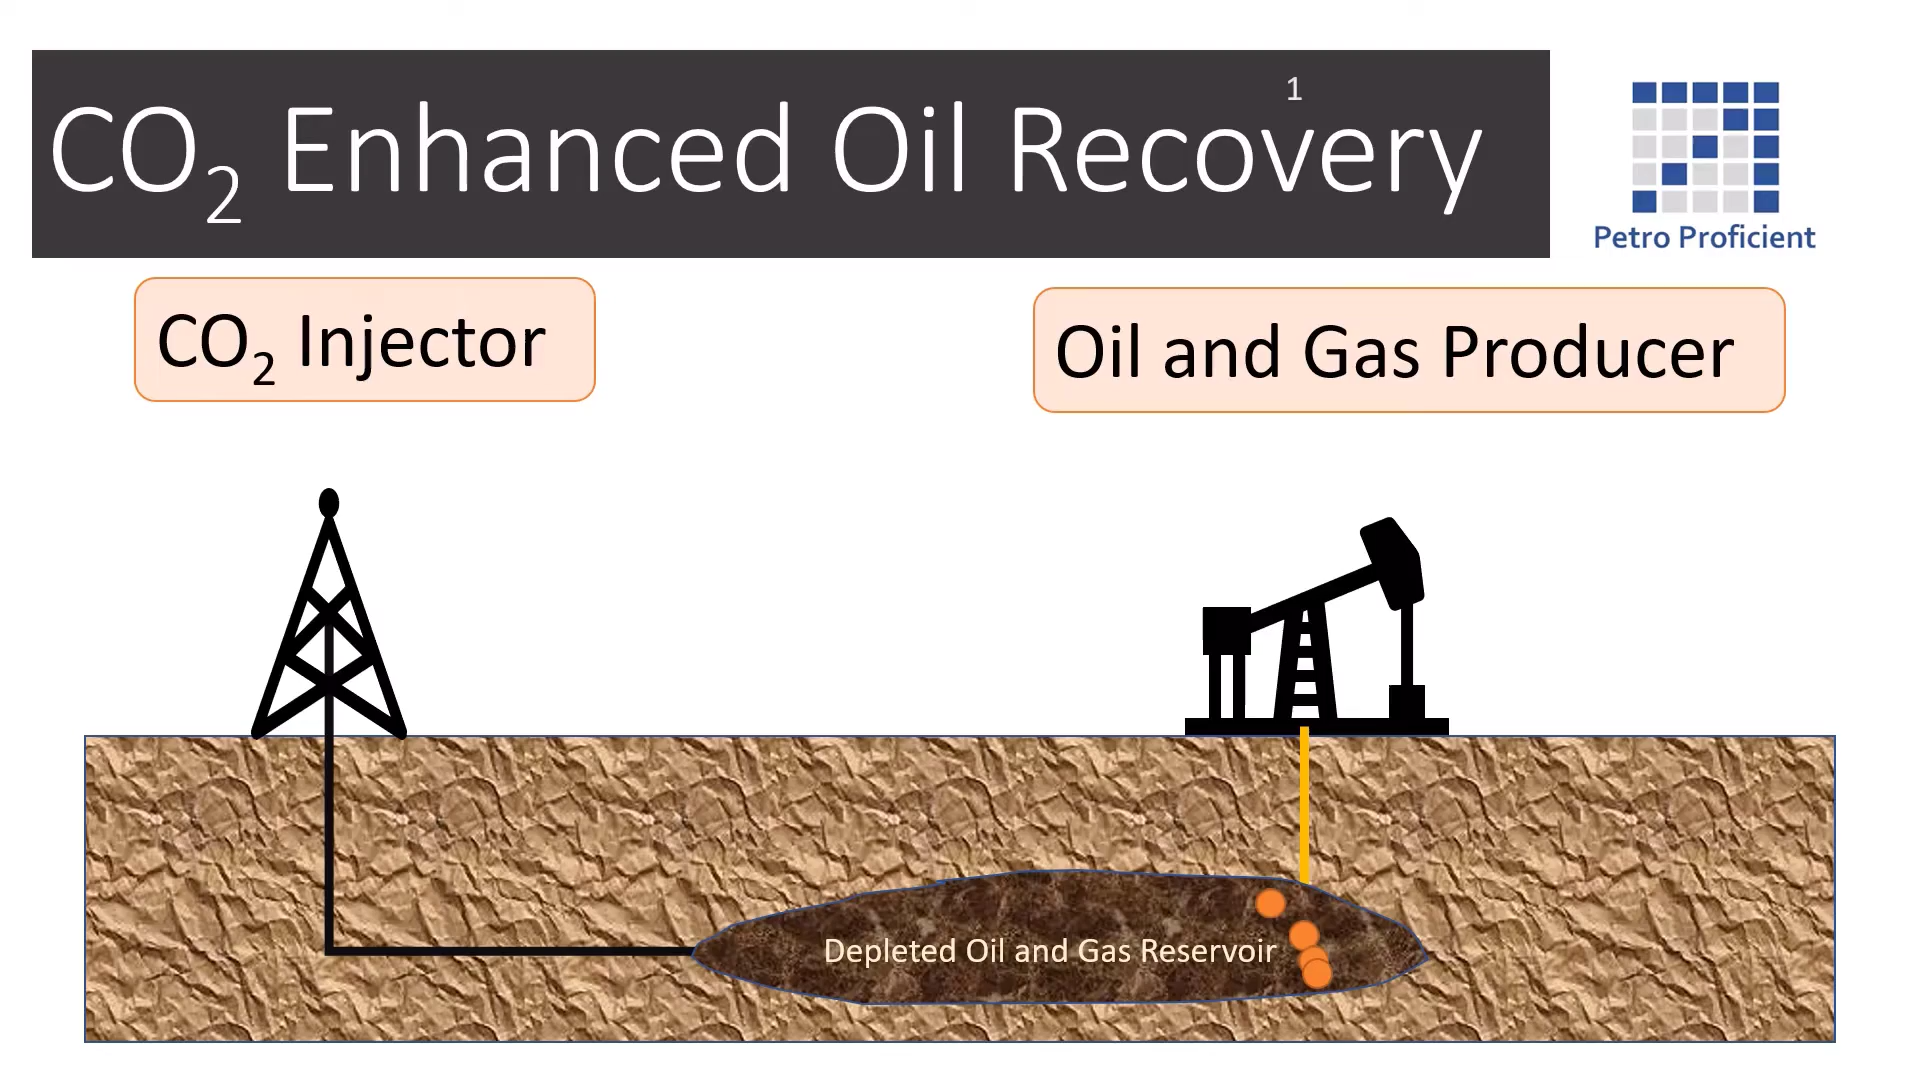 1
CO₂ Enhanced Oil Recovery
Petro Proficient
CO₂ Injector
Oil and Gas Producer
Depleted Oil and Gas Reservoir